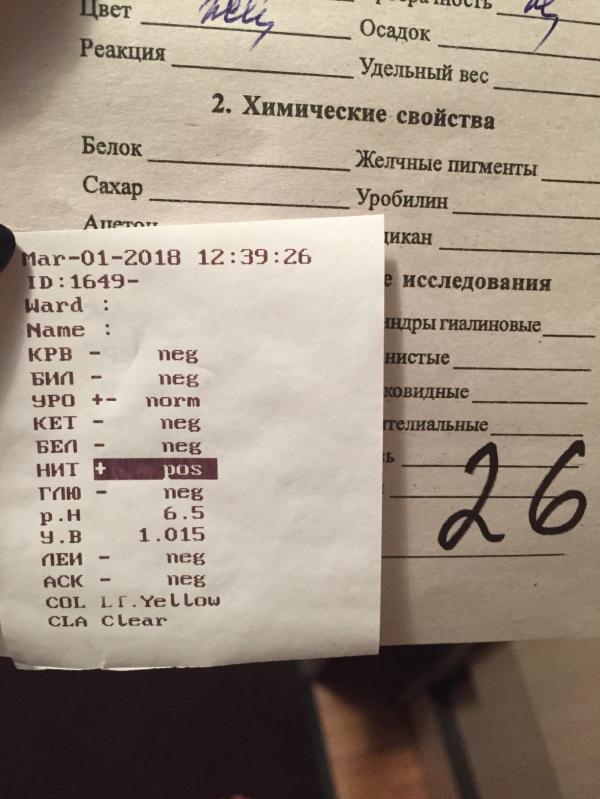 Цвет
Осадок
Реакция
Удельный вес
2. Химические свойства
Белок
Желчные пигменты
Сахар
Уробилин
Ацетон
дикан
е исследования
индры гиалиновые
нистые
ковидные
телиальные
ь
26
Mar-01-2018 12:39:26
ID:1649-
Ward :
Name :
КРВ - neg
БИЛ - neg
УРО +- norm
КЕТ - neg
БЕЛ - neg
НИТ + pos
ГЛЮ - neg
p.H 6.5
У.В 1.015
ЛЕИ - neg
АСК - neg
COL LT.Yellow
CLA Clear